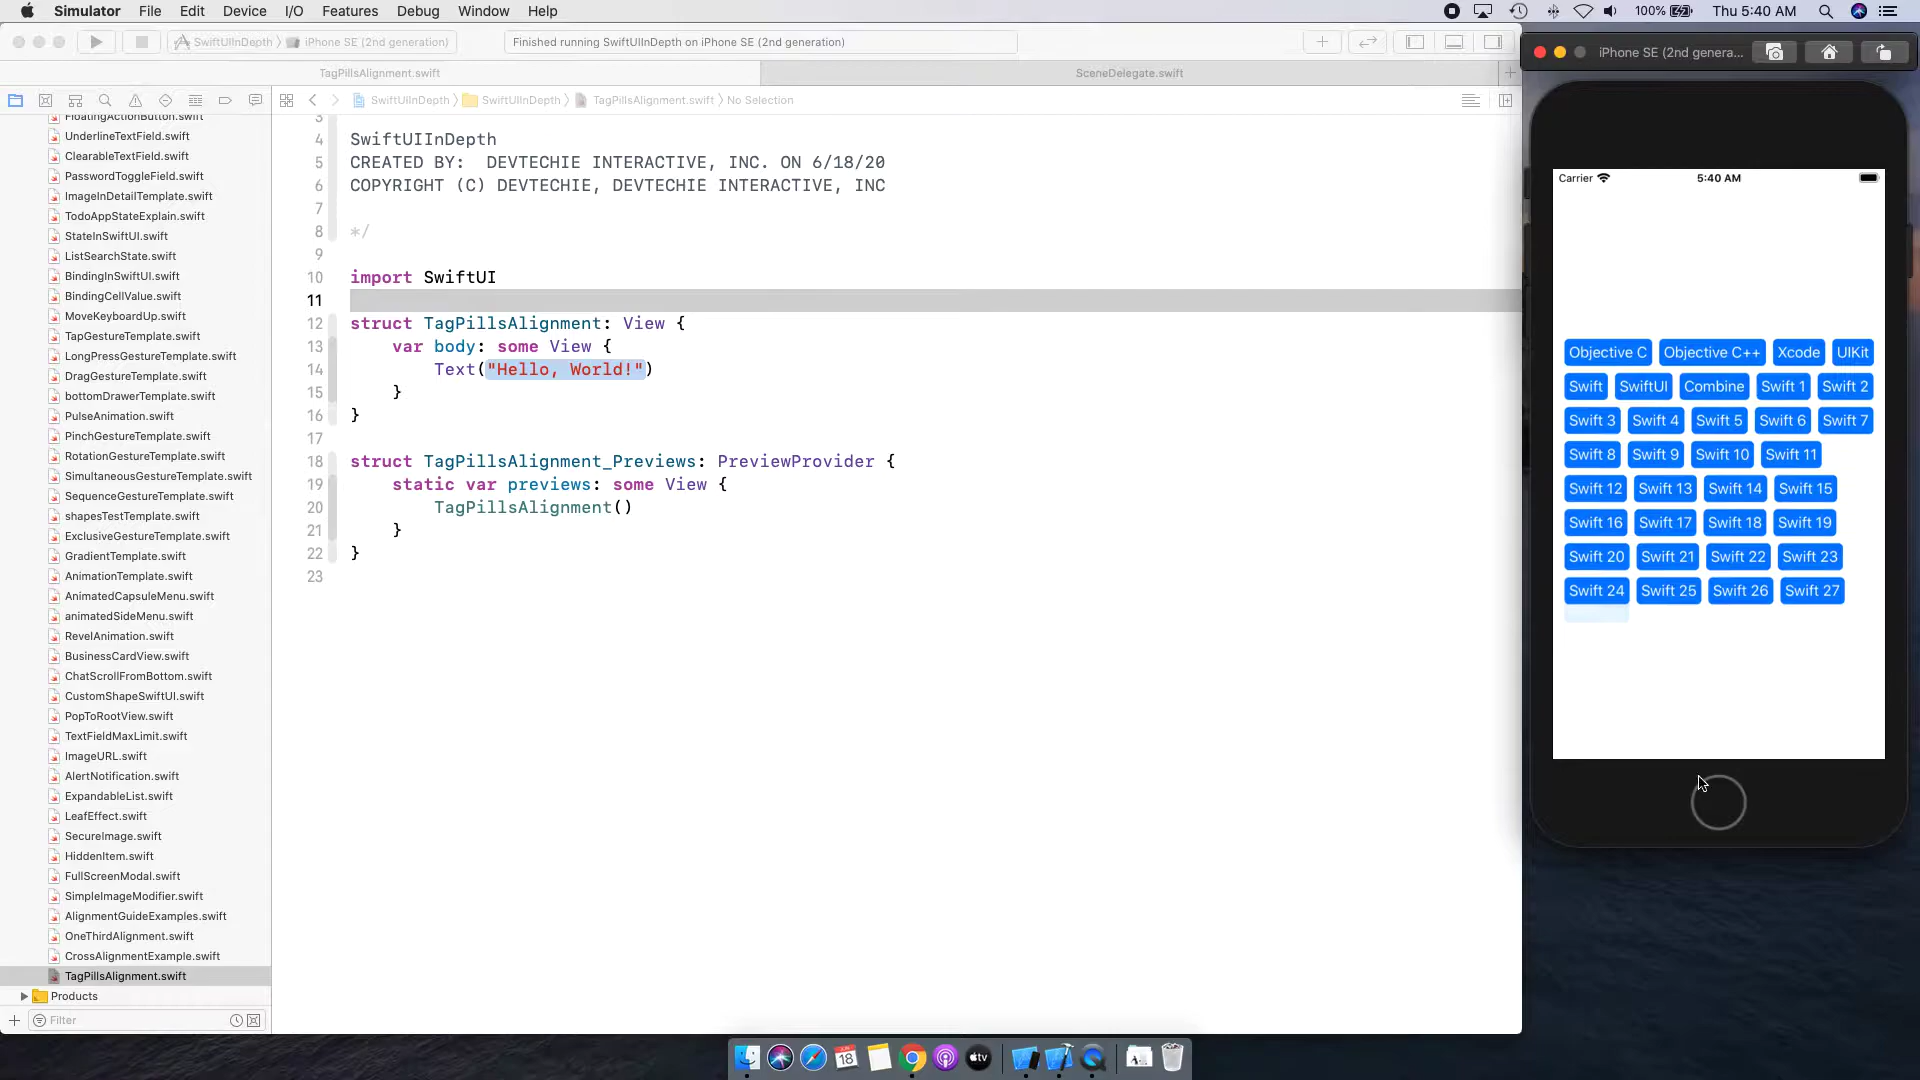 Simulator File Edit Device I/O Features Debug Window Help
100% Thu 5:40 AM
SwiftUIInDepth iPhone SE (2nd generation)
Finished running SwiftUIInDepth on iPhone SE (2nd generation)
TagPillsAlignment.swift
SceneDelegate.swift
SwiftUIInDepth SwiftUIInDepth TagPillsAlignment.swift No Selection
FloatingActionButton.swift
UnderlineTextField.swift
ClearableTextField.swift
PasswordToggleField.swift
ImageInDetailTemplate.swift
TodoAppStateExplain.swift
StateInSwiftUI.swift
ListSearchState.swift
BindingInSwiftUI.swift
BindingCellValue.swift
MoveKeyboardUp.swift
TapGestureTemplate.swift
LongPressGestureTemplate.swift
DragGestureTemplate.swift
bottomDrawerTemplate.swift
PulseAnimation.swift
PinchGestureTemplate.swift
RotationGestureTemplate.swift
SimultaneousGestureTemplate.swift
SequenceGestureTemplate.swift
shapesTestTemplate.swift
ExclusiveGestureTemplate.swift
GradientTemplate.swift
AnimationTemplate.swift
AnimatedCapsuleMenu.swift
animatedSideMenu.swift
RevelAnimation.swift
BusinessCardView.swift
ChatScrollFromBottom.swift
CustomShapeSwiftUI.swift
PopToRootView.swift
TextFieldMaxLimit.swift
ImageURL.swift
AlertNotification.swift
ExpandableList.swift
LeafEffect.swift
SecureImage.swift
HiddenItem.swift
FullScreenModal.swift
SimpleImageModifier.swift
AlignmentGuideExamples.swift
OneThirdAlignment.swift
CrossAlignmentExample.swift
TagPillsAlignment.swift
Products
Filter
3
4 SwiftUIInDepth
5 CREATED BY: DEVTECHIE INTERACTIVE, INC. ON 6/18/20
6 COPYRIGHT (C) DEVTECHIE, DEVTECHIE INTERACTIVE, INC
7
8 */
9
10 import SwiftUI
11
12 struct TagPillsAlignment: View {
13 var body: some View {
14 Text("Hello, World!")
15 }
16 }
17
18 struct TagPillsAlignment_Previews: PreviewProvider {
19 static var previews: some View {
20 TagPillsAlignment()
21 }
22 }
23
iPhone SE (2nd genera...
Carrier 5:40 AM
Objective C Objective C++ Xcode UIKit
Swift SwiftUI Combine Swift 1 Swift 2
Swift 3 Swift 4 Swift 5 Swift 6 Swift 7
Swift 8 Swift 9 Swift 10 Swift 11
Swift 12 Swift 13 Swift 14 Swift 15
Swift 16 Swift 17 Swift 18 Swift 19
Swift 20 Swift 21 Swift 22 Swift 23
Swift 24 Swift 25 Swift 26 Swift 27
18
tv